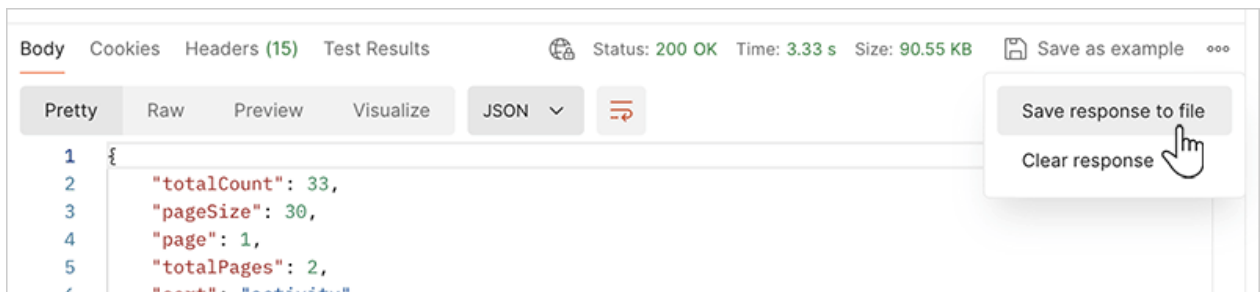 Body Cookies Headers (15) Test Results Status: 200 OK Time: 3.33 s Size: 90.55 KB Save as example
Pretty Raw Preview Visualize JSON
Save response to file
Clear response
1 {
2 "totalCount": 33,
3 "pageSize": 30,
4 "page": 1,
5 "totalPages": 2,